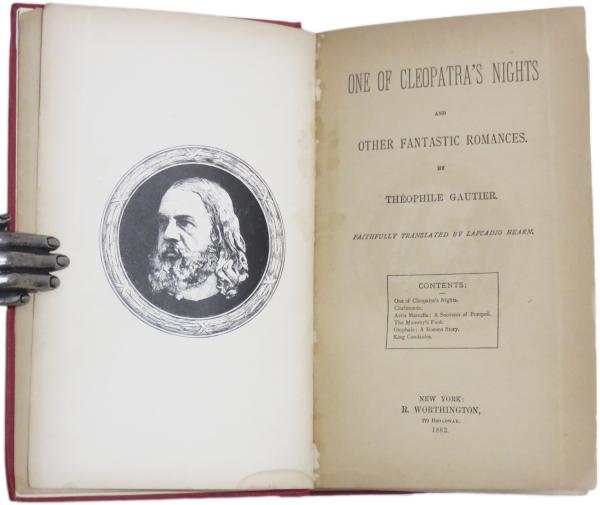 ONE OF CLEOPATRA'S NIGHTS
AND
OTHER FANTASTIC ROMANCES.
BY
THÉOPHILE GAUTIER.
FAITHFULLY TRANSLATED BY LAFCADIO HEARN.
CONTENTS:
One of Cleopatra's Nights.
Clarimonde.
Arria Marcella: A Souvenir of Pompeii.
The Mummy's Foot.
Omphale: A Rococo Story.
King Candaules.
NEW YORK:
R. WORTHINGTON,
770 BROADWAY.
1882.